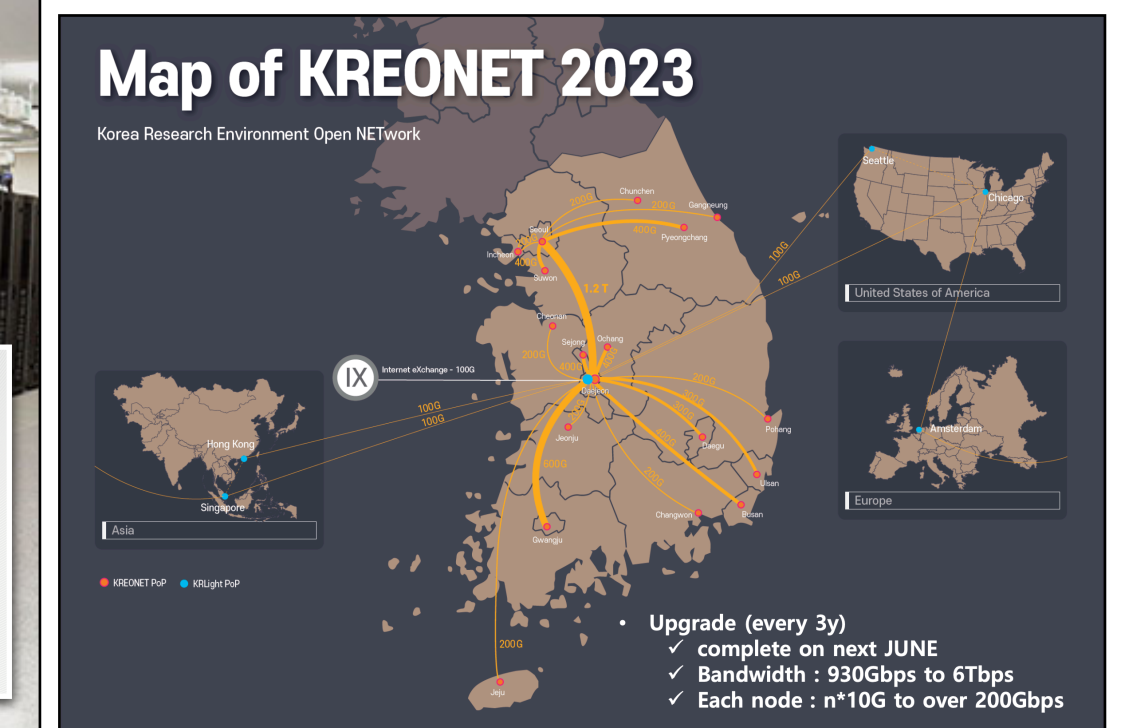 Map of KREONET 2023
Korea Research Environment Open NETwork
Chunchen
200G
200G
Gangneung
Seoul
400G
Pyeongchang
Incheon
400G
Suwon
1.2 T
Cheonan
Sejong
Ochang
200G
400G
400G
IX
Internet eXchange - 100G
Daejeon
200G
Pohang
Jeonju
Daegu
400G
Ulsan
600G
200G
Changwon
Busan
Gwangju
200G
Jeju
100G
100G
Seattle
Chicago
United States of America
100G
100G
Hong Kong
Singapore
Asia
Amsterdam
Europe
KREONET PoP
KRLight PoP
• Upgrade (every 3y)
✓ complete on next JUNE
✓ Bandwidth : 930Gbps to 6Tbps
✓ Each node : n*10G to over 200Gbps